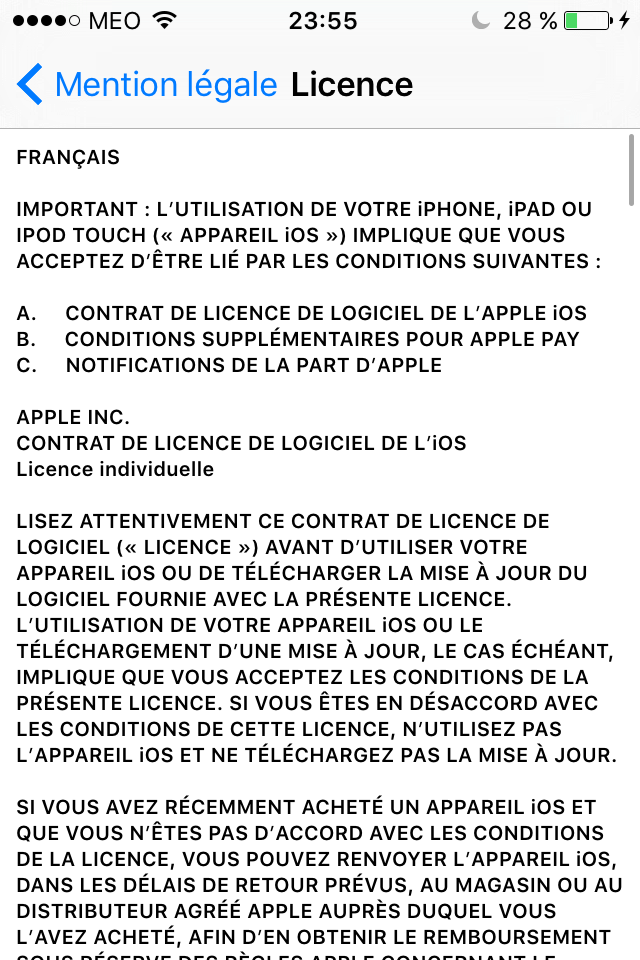 MEO 23:55 28 %
Mention légale Licence
FRANÇAIS
IMPORTANT : L’UTILISATION DE VOTRE iPHONE, iPAD OU
IPOD TOUCH (« APPAREIL iOS ») IMPLIQUE QUE VOUS
ACCEPTEZ D’ÊTRE LIÉ PAR LES CONDITIONS SUIVANTES :
A. CONTRAT DE LICENCE DE LOGICIEL DE L’APPLE iOS
B. CONDITIONS SUPPLÉMENTAIRES POUR APPLE PAY
C. NOTIFICATIONS DE LA PART D’APPLE
APPLE INC.
CONTRAT DE LICENCE DE LOGICIEL DE L’iOS
Licence individuelle
LISEZ ATTENTIVEMENT CE CONTRAT DE LICENCE DE
LOGICIEL (« LICENCE ») AVANT D’UTILISER VOTRE
APPAREIL iOS OU DE TÉLÉCHARGER LA MISE À JOUR DU
LOGICIEL FOURNIE AVEC LA PRÉSENTE LICENCE.
L’UTILISATION DE VOTRE APPAREIL iOS OU LE
TÉLÉCHARGEMENT D’UNE MISE À JOUR, LE CAS ÉCHÉANT,
IMPLIQUE QUE VOUS ACCEPTEZ LES CONDITIONS DE LA
PRÉSENTE LICENCE. SI VOUS ÊTES EN DÉSACCORD AVEC
LES CONDITIONS DE CETTE LICENCE, N’UTILISEZ PAS
L’APPAREIL iOS ET NE TÉLÉCHARGEZ PAS LA MISE À JOUR.
SI VOUS AVEZ RÉCEMMENT ACHETÉ UN APPAREIL iOS ET
QUE VOUS N’ÊTES PAS D’ACCORD AVEC LES CONDITIONS
DE LA LICENCE, VOUS POUVEZ RENVOYER L’APPAREIL iOS,
DANS LES DÉLAIS DE RETOUR PRÉVUS, AU MAGASIN OU AU
DISTRIBUTEUR AGRÉÉ APPLE AUPRÈS DUQUEL VOUS
L’AVEZ ACHETÉ, AFIN D’EN OBTENIR LE REMBOURSEMENT
SOUS RÉSERVE DES RÈGLES APPLE CONCERNANT LE